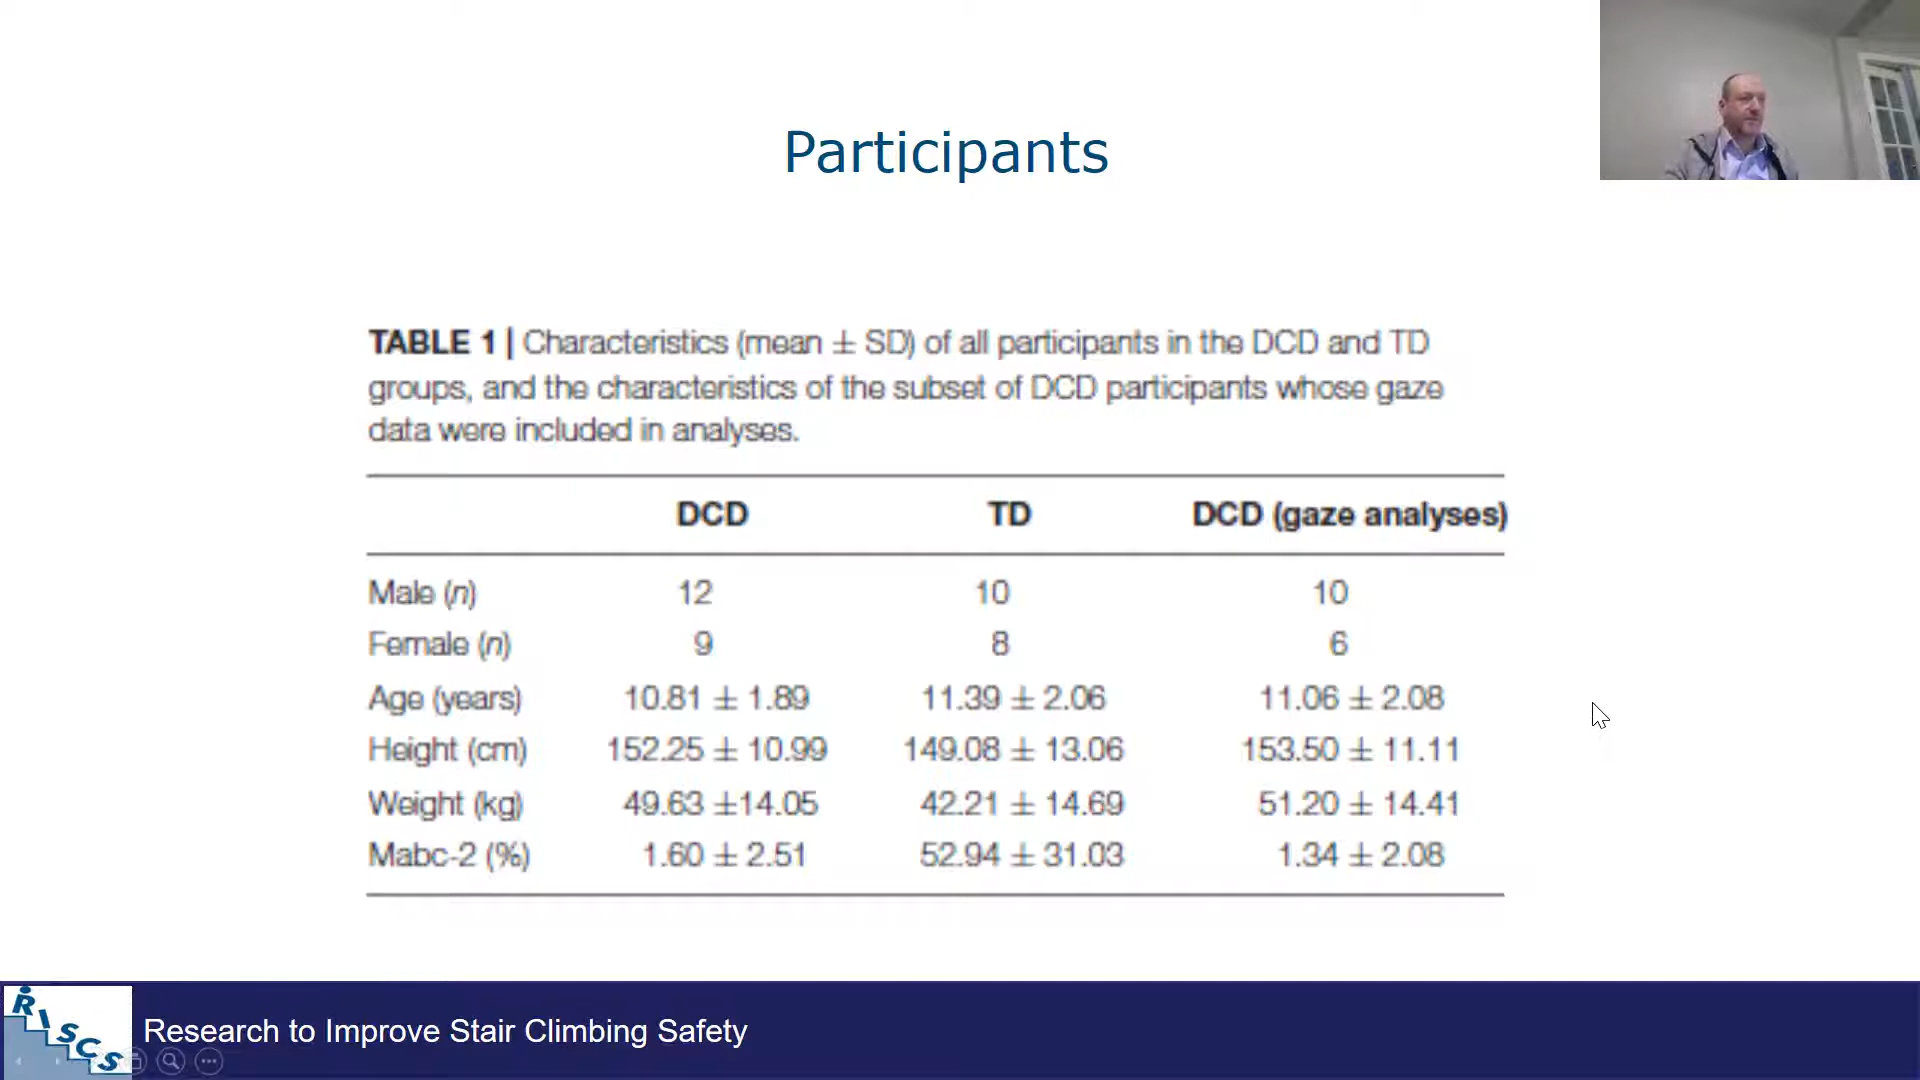 Participants
TABLE 1 | Characteristics (mean ± SD) of all participants in the DCD and TD
groups, and the characteristics of the subset of DCD participants whose gaze
data were included in analyses.
DCD TD DCD (gaze analyses)
Male (n) 12 10 10
Female (n) 9 8 6
Age (years) 10.81 ± 1.89 11.39 ± 2.06 11.06 ± 2.08
Height (cm) 152.25 ± 10.99 149.08 ± 13.06 153.50 ± 11.11
Weight (kg) 49.63 ±14.05 42.21 ± 14.69 51.20 ± 14.41
Mabc-2 (%) 1.60 ± 2.51 52.94 ± 31.03 1.34 ± 2.08
RISCS
Research to Improve Stair Climbing Safety